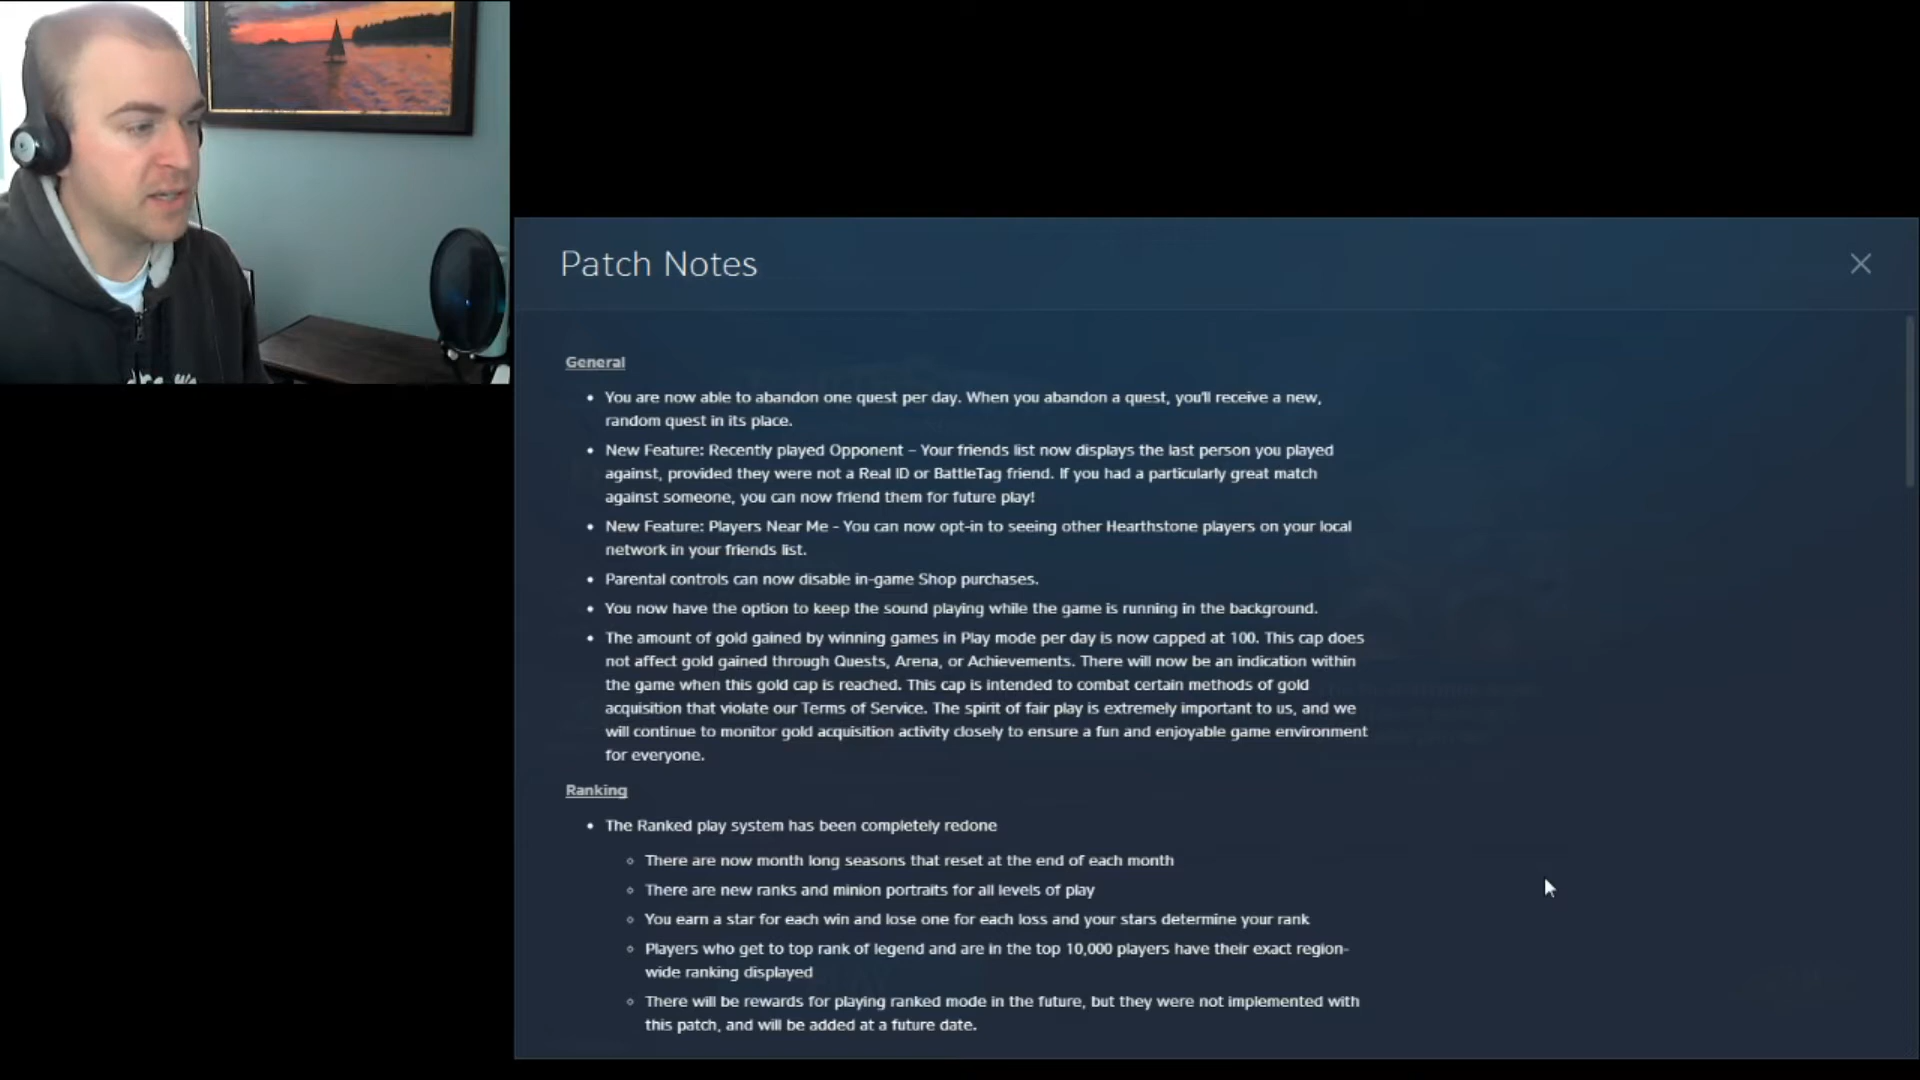 Patch Notes
General
You are now able to abandon one quest per day. When you abandon a quest, you'll receive a new,
random quest in its place.
New Feature: Recently played Opponent – Your friends list now displays the last person you played
against, provided they were not a Real ID or BattleTag friend. If you had a particularly great match
against someone, you can now friend them for future play!
New Feature: Players Near Me - You can now opt-in to seeing other Hearthstone players on your local
network in your friends list.
Parental controls can now disable in-game Shop purchases.
You now have the option to keep the sound playing while the game is running in the background.
The amount of gold gained by winning games in Play mode per day is now capped at 100. This cap does
not affect gold gained through Quests, Arena, or Achievements. There will now be an indication within
the game when this gold cap is reached. This cap is intended to combat certain methods of gold
acquisition that violate our Terms of Service. The spirit of fair play is extremely important to us, and we
will continue to monitor gold acquisition activity closely to ensure a fun and enjoyable game environment
for everyone.
Ranking
The Ranked play system has been completely redone
There are now month long seasons that reset at the end of each month
There are new ranks and minion portraits for all levels of play
You earn a star for each win and lose one for each loss and your stars determine your rank
Players who get to top rank of legend and are in the top 10,000 players have their exact region-
wide ranking displayed
There will be rewards for playing ranked mode in the future, but they were not implemented with
this patch, and will be added at a future date.